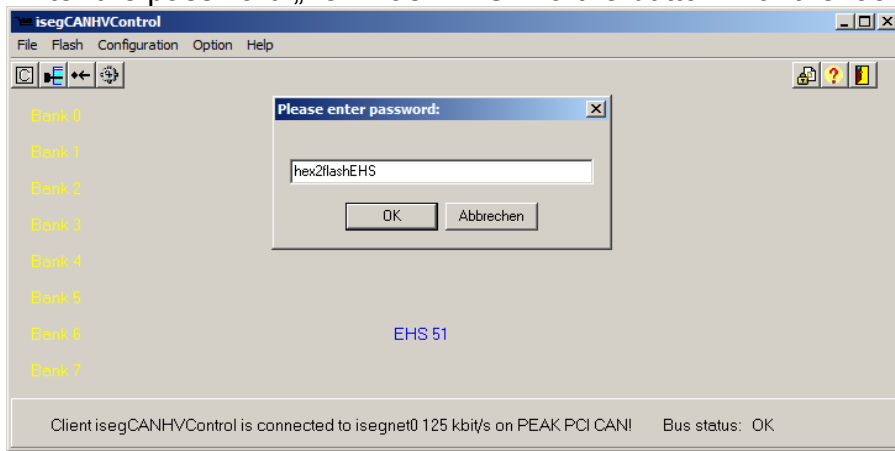 isegCANHVControl
File Flash Configuration Option Help
Please enter password:
hex2flashEHS
OK Abbrechen
Bank 0
Bank 1
Bank 2
Bank 3
Bank 4
Bank 5
Bank 6
EHS 51
Bank 7
Client isegCANHVControl is connected to isegnet0 125 kbit/s on PEAK PCI CAN! Bus status: OK